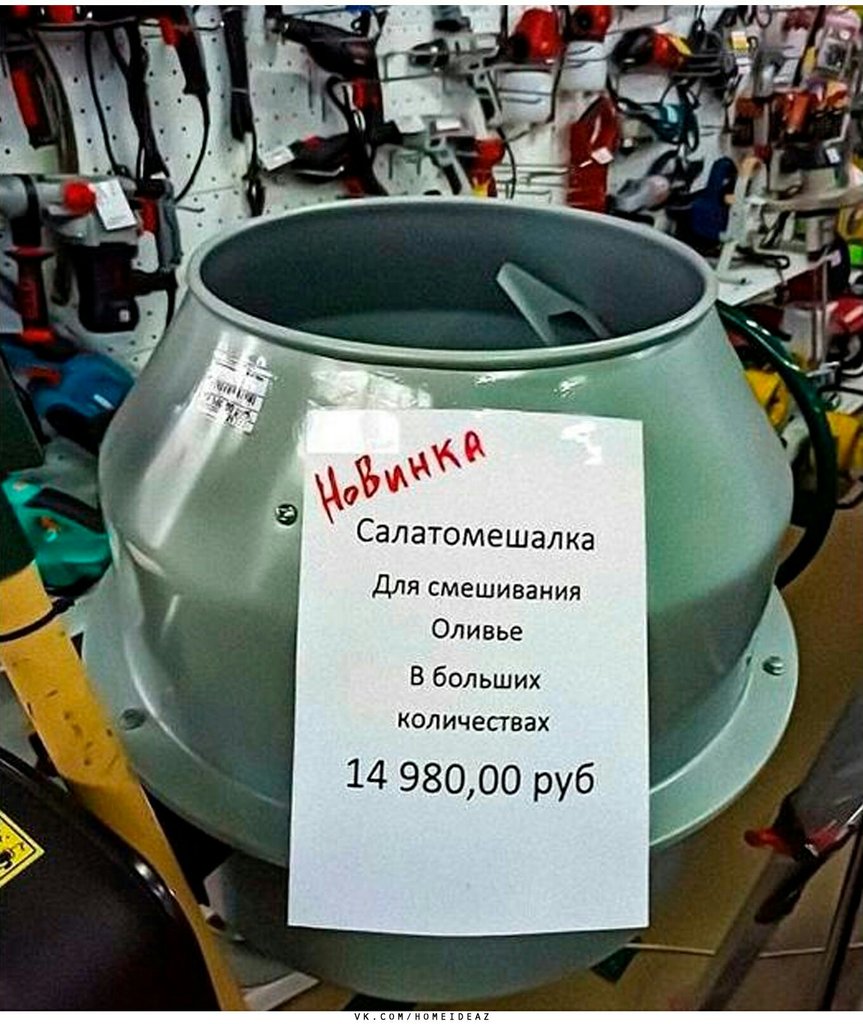 Новинка
Салатомешалка
Для смешивания
Оливье
В больших
количествах
14 980,00 руб
VK.COM/HOMEIDEAZ